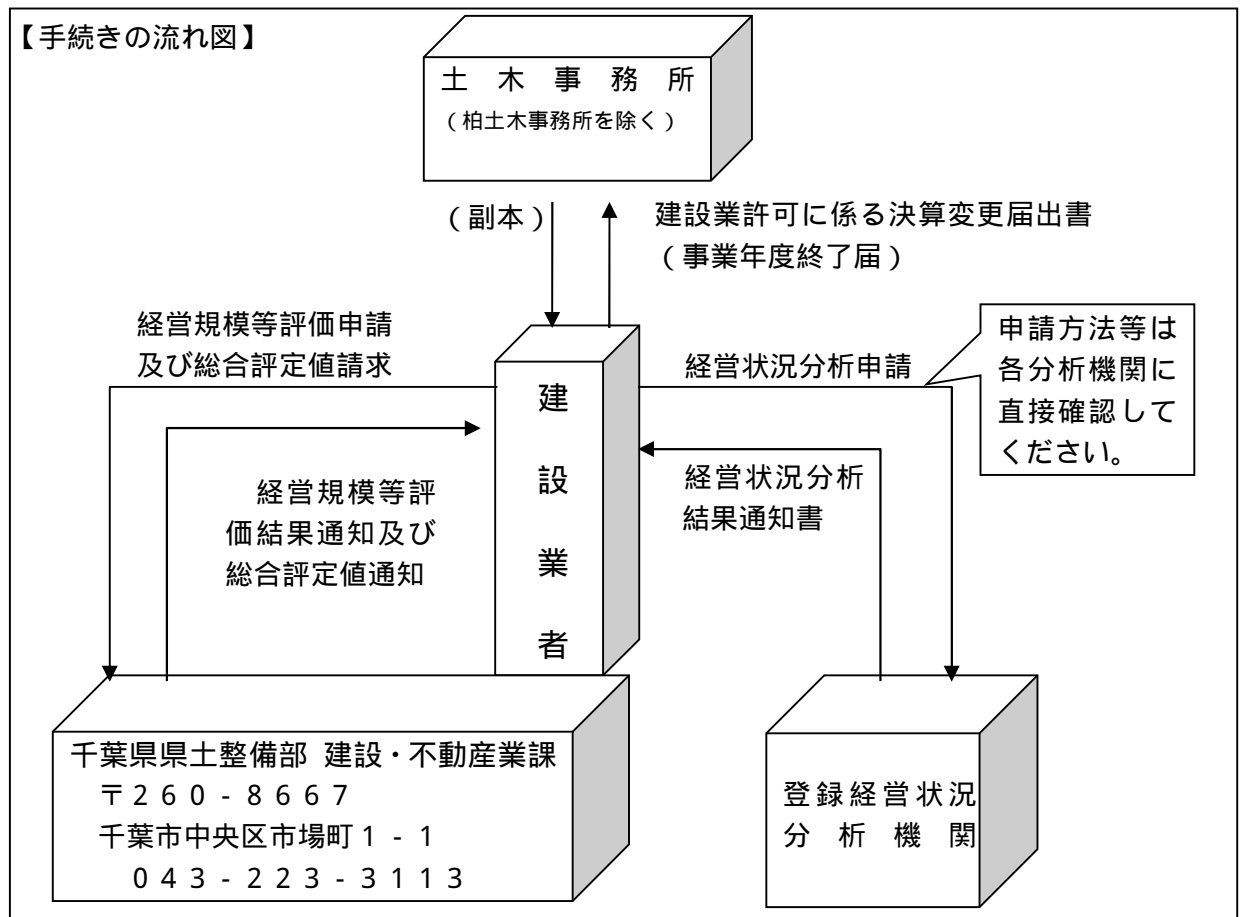 【手続きの流れ図】
土木事務所
(柏土木事務所を除く)
(副本)
建設業許可に係る決算変更届出書
(事業年度終了届)
経営規模等評価申請
及び総合評定値請求
経営状況分析申請
申請方法等は
各分析機関に
直接確認して
ください。
建
設
業
者
経営規模等評
価結果通知及び
総合評定値通知
経営状況分析
結果通知書
千葉県県土整備部 建設・不動産業課
〒260-8667
千葉市中央区市場町1-1
043-223-3113
登録経営状況
分析機関